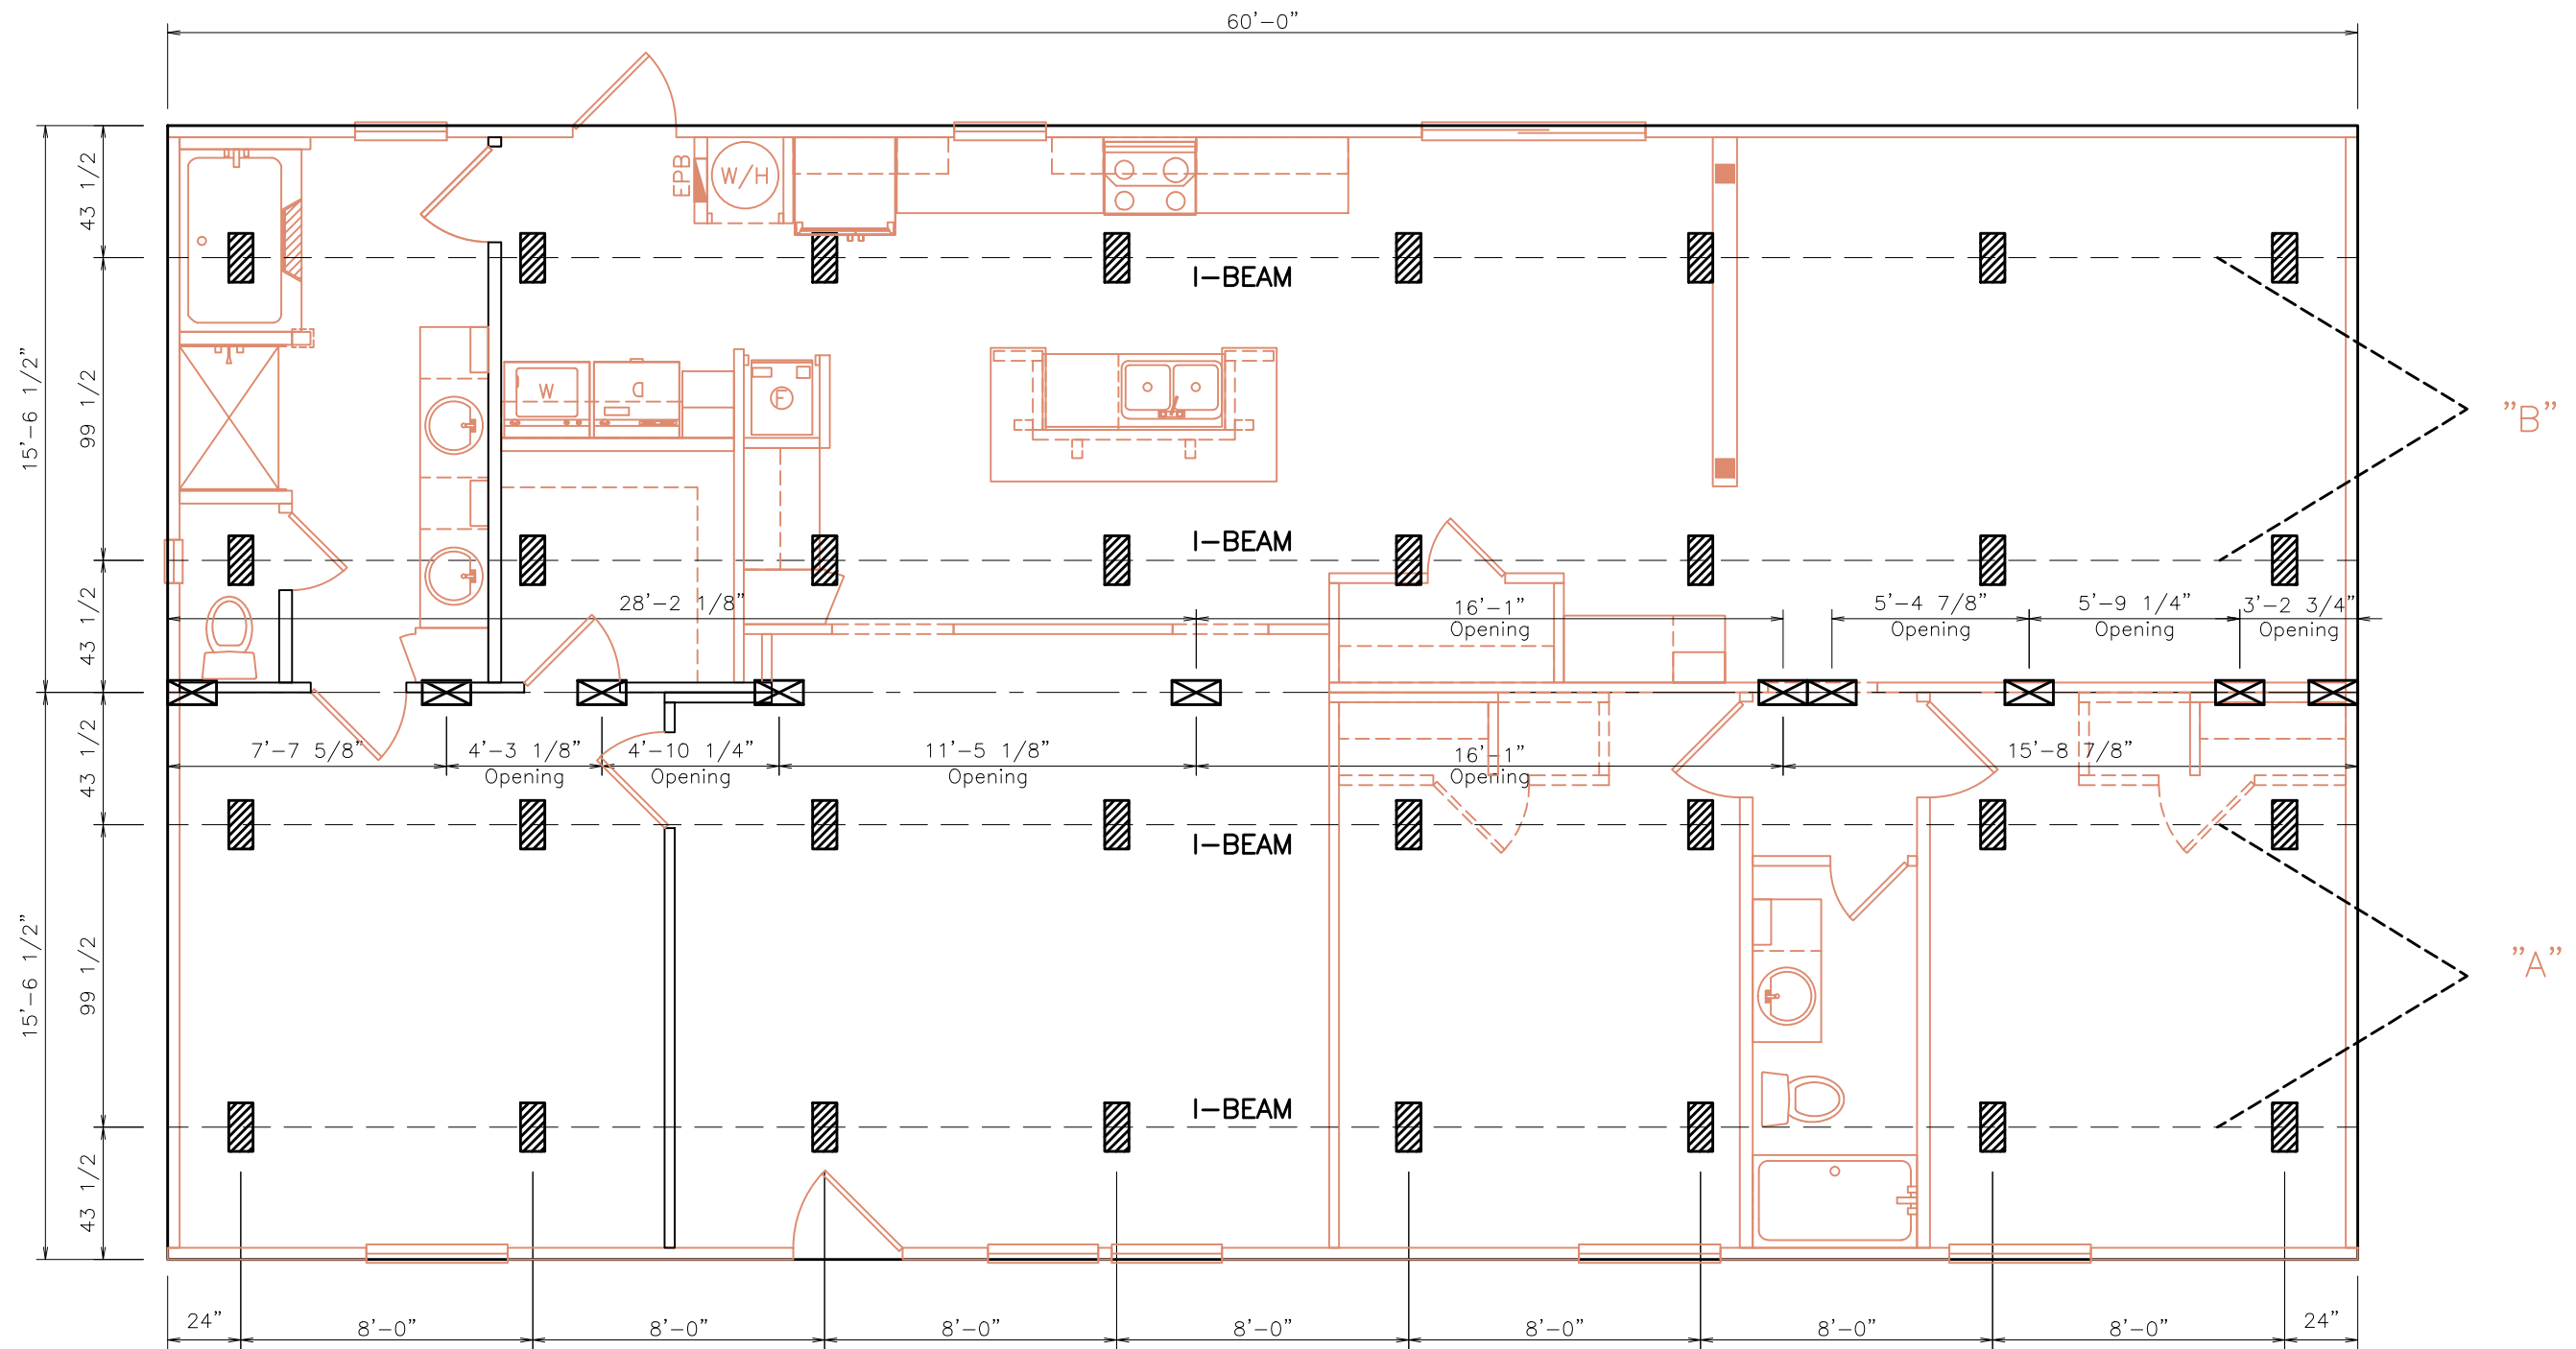 60'-0"
43 1/2
EPB
W/H
I-BEAM
99 1/2
15'-6 1/2"
W
D
F
"B"
I-BEAM
43 1/2
28'-2 1/8"
16'-1"
Opening
5'-4 7/8"
Opening
5'-9 1/4"
Opening
3'-2 3/4"
Opening
43 1/2
7'-7 5/8"
4'-3 1/8"
Opening
4'-10 1/4"
Opening
11'-5 1/8"
Opening
16'-1"
Opening
15'-8 7/8"
I-BEAM
99 1/2
15'-6 1/2"
"A"
I-BEAM
43 1/2
24"
8'-0"
8'-0"
8'-0"
8'-0"
8'-0"
8'-0"
8'-0"
24"